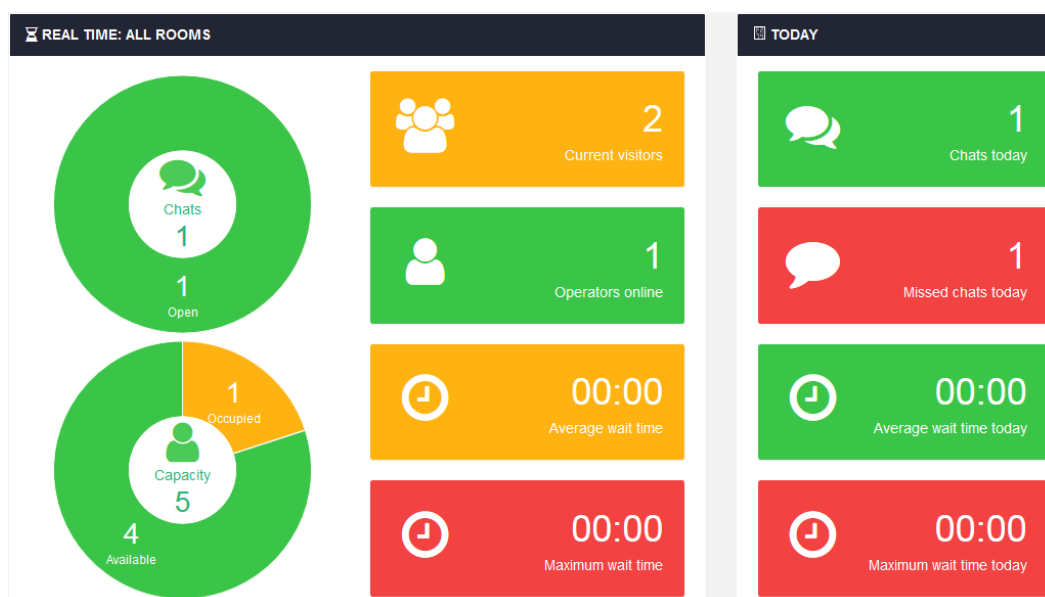 REAL TIME: ALL ROOMS
Chats
1
1
Open
1
Occupied
Capacity
5
4
Available
2
Current visitors
1
Operators online
00:00
Average wait time
00:00
Maximum wait time
TODAY
1
Chats today
1
Missed chats today
00:00
Average wait time today
00:00
Maximum wait time today